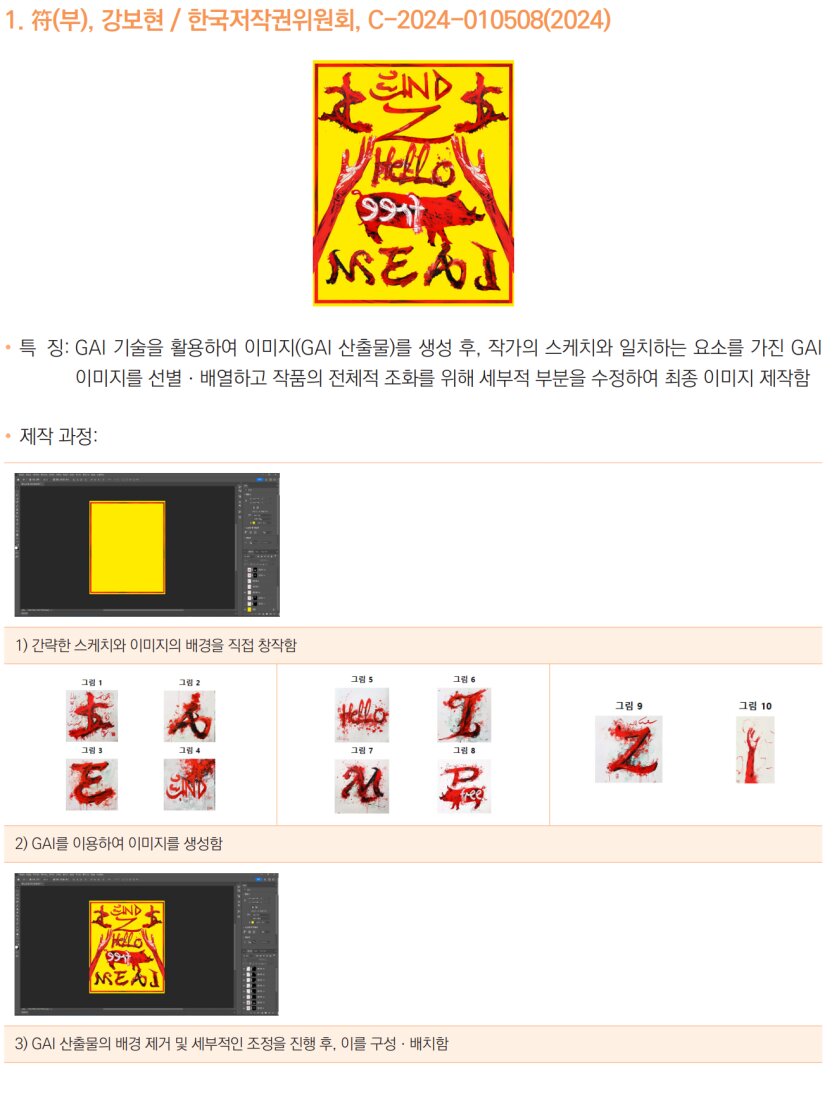 1. 符(부), 강보현 / 한국저작권위원회, C-2024-010508(2024)
UND
Z
Hello
free
MEAI
• 특 징: GAI 기술을 활용하여 이미지(GAI 산출물)를 생성 후, 작가의 스케치와 일치하는 요소를 가진 GAI
이미지를 선별 · 배열하고 작품의 전체적 조화를 위해 세부적 부분을 수정하여 최종 이미지 제작함
• 제작 과정:
1) 간략한 스케치와 이미지의 배경을 직접 창작함
그림 1 그림 2
그림 3 그림 4
E UND
그림 5 그림 6
Hello I
그림 7 그림 8
M P free
그림 9 그림 10
Z
2) GAI를 이용하여 이미지를 생성함
UND
Z
Hello
free
MEAI
3) GAI 산출물의 배경 제거 및 세부적인 조정을 진행 후, 이를 구성 · 배치함